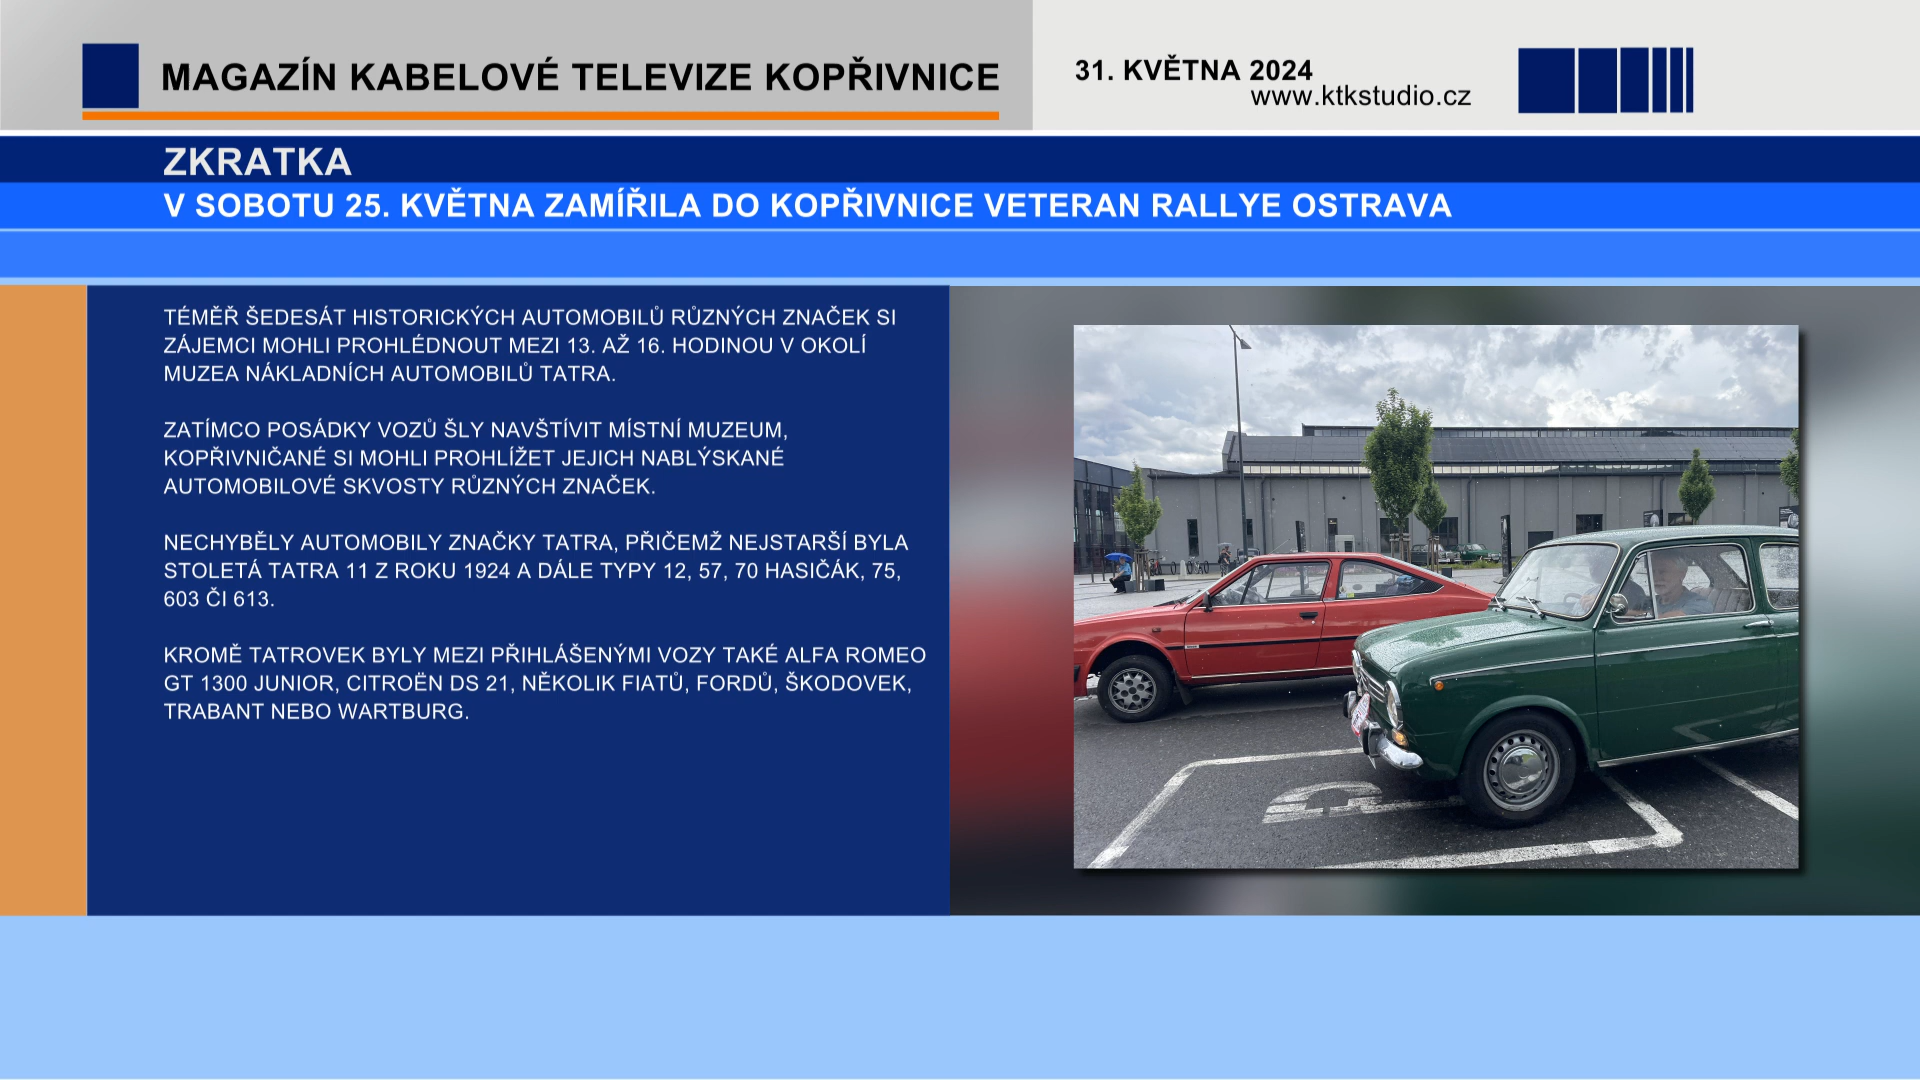 MAGAZÍN KABELOVÉ TELEVIZE KOPŘIVNICE
31. KVĚTNA 2024
www.ktkstudio.cz
ZKRATKA
V SOBOTU 25. KVĚTNA ZAMÍŘILA DO KOPŘIVNICE VETERAN RALLYE OSTRAVA
TÉMĚŘ ŠEDESÁT HISTORICKÝCH AUTOMOBILŮ RŮZNÝCH ZNAČEK SI
ZÁJEMCI MOHLI PROHLÉDNOUT MEZI 13. AŽ 16. HODINOU V OKOLÍ
MUZEA NÁKLADNÍCH AUTOMOBILŮ TATRA.
ZATÍMCO POSÁDKY VOZŮ ŠLY NAVŠTÍVIT MÍSTNÍ MUZEUM,
KOPŘIVNIČANÉ SI MOHLI PROHLÍŽET JEJICH NABLÝSKANÉ
AUTOMOBILOVÉ SKVOSTY RŮZNÝCH ZNAČEK.
NECHYBĚLY AUTOMOBILY ZNAČKY TATRA, PŘIČEMŽ NEJSTARŠÍ BYLA
STOLETÁ TATRA 11 Z ROKU 1924 A DÁLE TYPY 12, 57, 70 HASIČÁK, 75,
603 ČI 613.
KROMĚ TATROVEK BYLY MEZI PŘIHLÁŠENÝMI VOZY TAKÉ ALFA ROMEO
GT 1300 JUNIOR, CITROËN DS 21, NĚKOLIK FIATŮ, FORDŮ, ŠKODOVEK,
TRABANT NEBO WARTBURG.